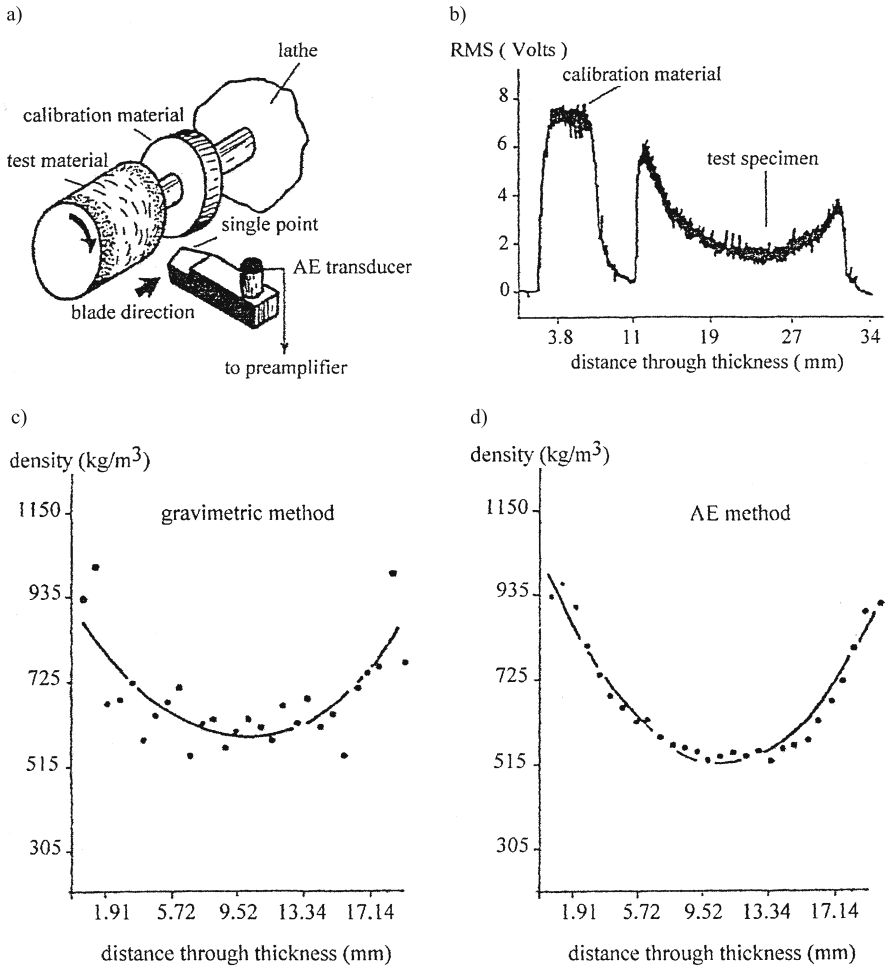 a)
lathe
calibration material
test material
single point
AE transducer
blade direction
to preamplifier
b)
RMS ( Volts )
calibration material
8
6
test specimen
4
2
0
3.8 11 19 27 34
distance through thickness ( mm)
c)
density (kg/m3)
1150
gravimetric method
935
725
515
305
1.91 5.72 9.52 13.34 17.14
distance through thickness (mm)
d)
density (kg/m3)
1150
AE method
935
725
515
305
1.91 5.72 9.52 13.34 17.14
distance through thickness (mm)